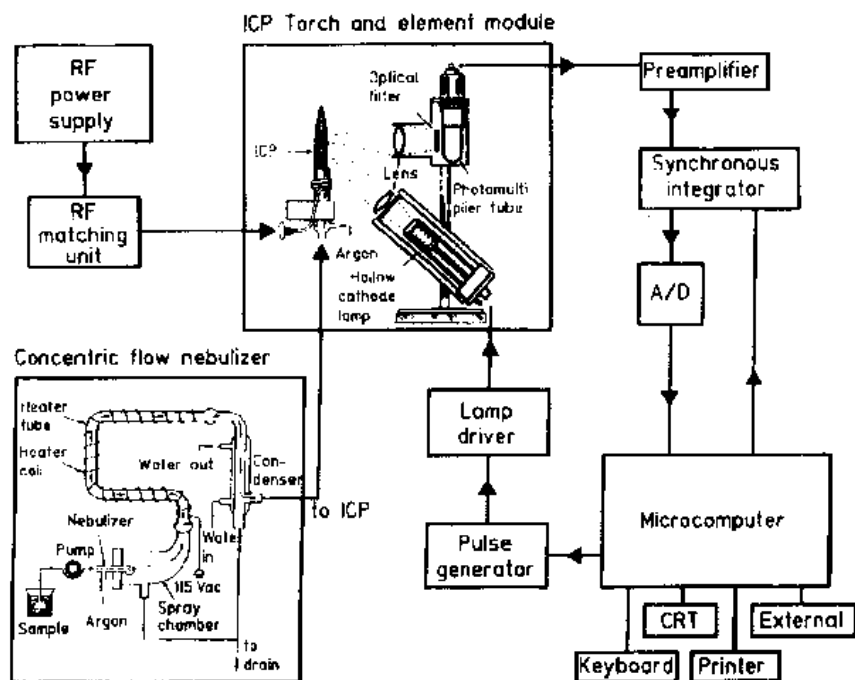 ICP Torch and element module
RF
power
supply
RF
matching
unit
Optical
filter
ICP
Lens
Photomulti
plier tube
Argon
Hollow
cathode
lamp
Preamplifier
Synchronous
integrator
A/D
Microcomputer
CRT
External
Keyboard
Printer
Lamp
driver
Pulse
generator
Concentric flow nebulizer
Heater
tube
Heater
coil
Water out
Con-
denser
to ICP
Nebulizer
Water
in
Pump
115 Vac
Spray
chamber
Sample
Argon
to
drain